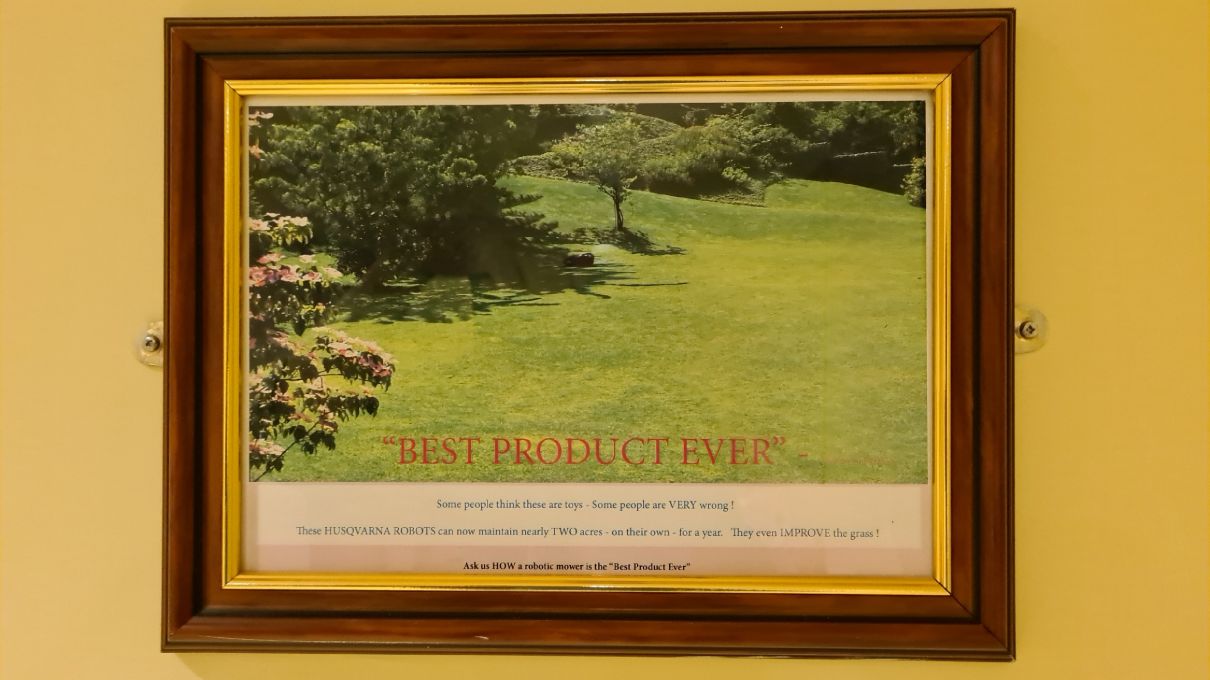 “BEST PRODUCT EVER” -
Some people think these are toys - Some people are VERY wrong !
These HUSQVARNA ROBOTS can now maintain nearly TWO acres - on their own - for a year. They even IMPROVE the grass !
Ask us HOW a robotic mower is the “Best Product Ever”